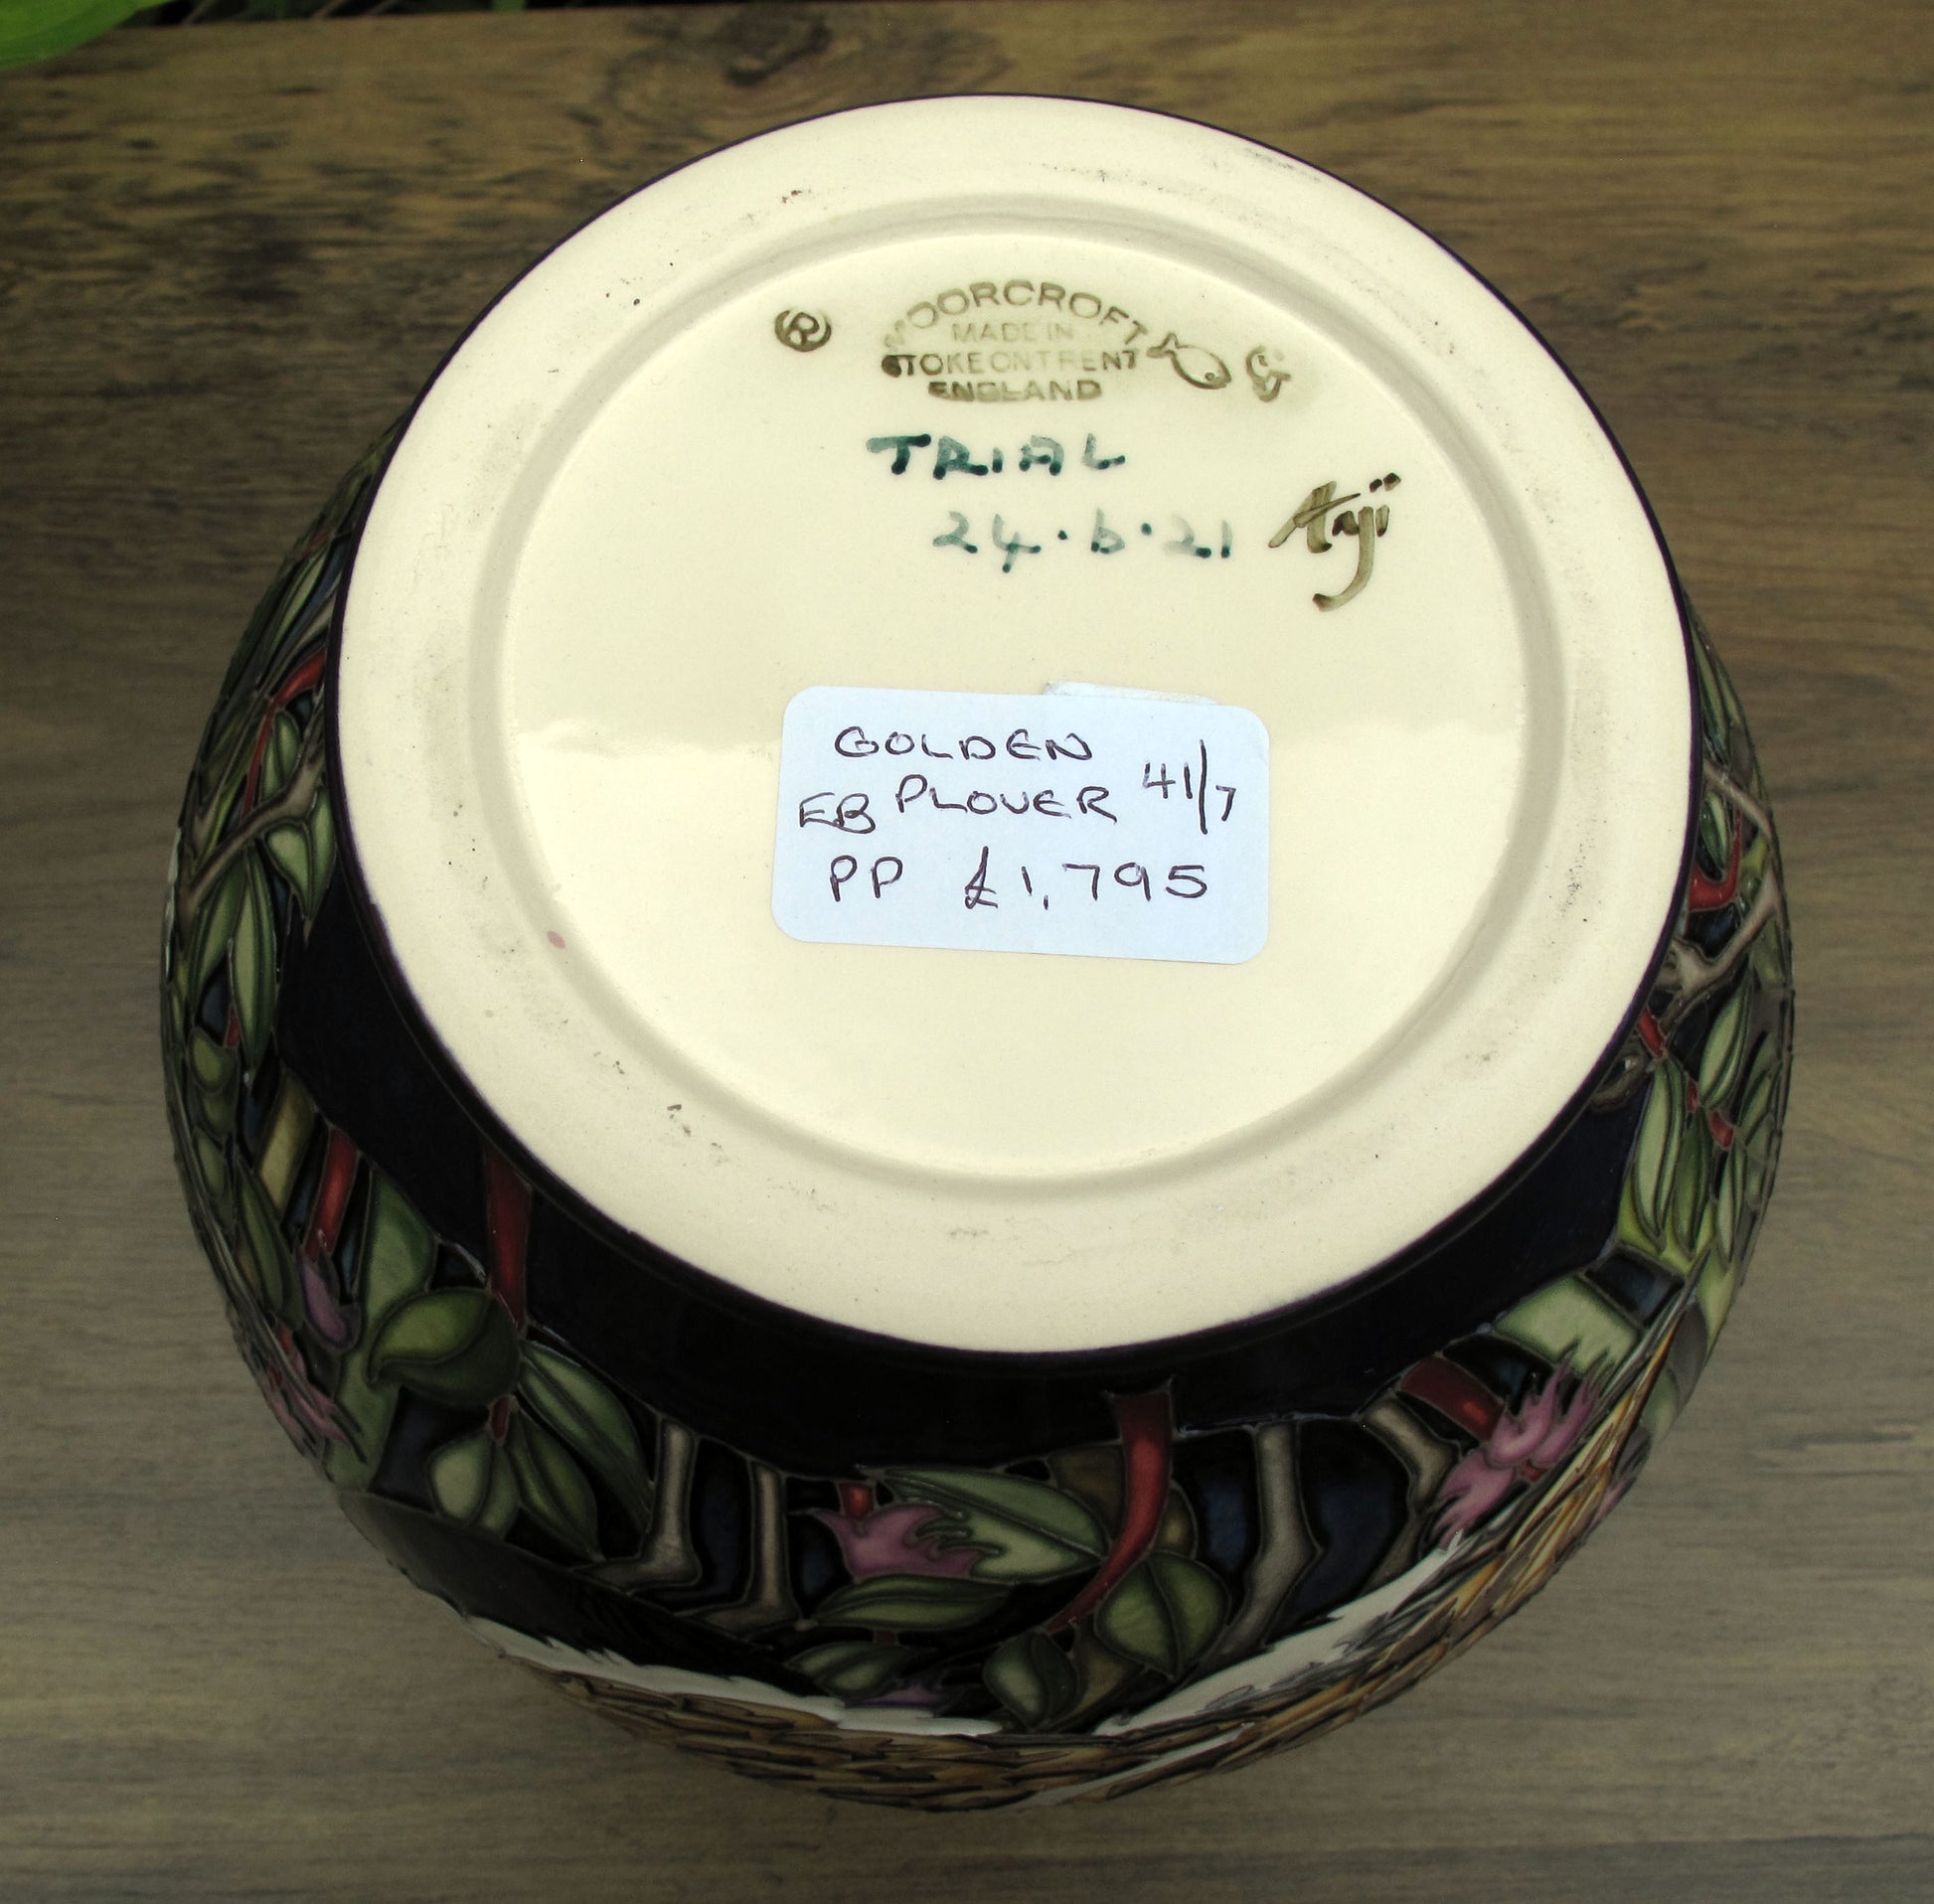 ® MOORCROFT
MADE IN
STOKE ON TRENT
ENGLAND
TRIAL
24·6·21
GOLDEN
EB PLOVER 41/7
PP £1,795